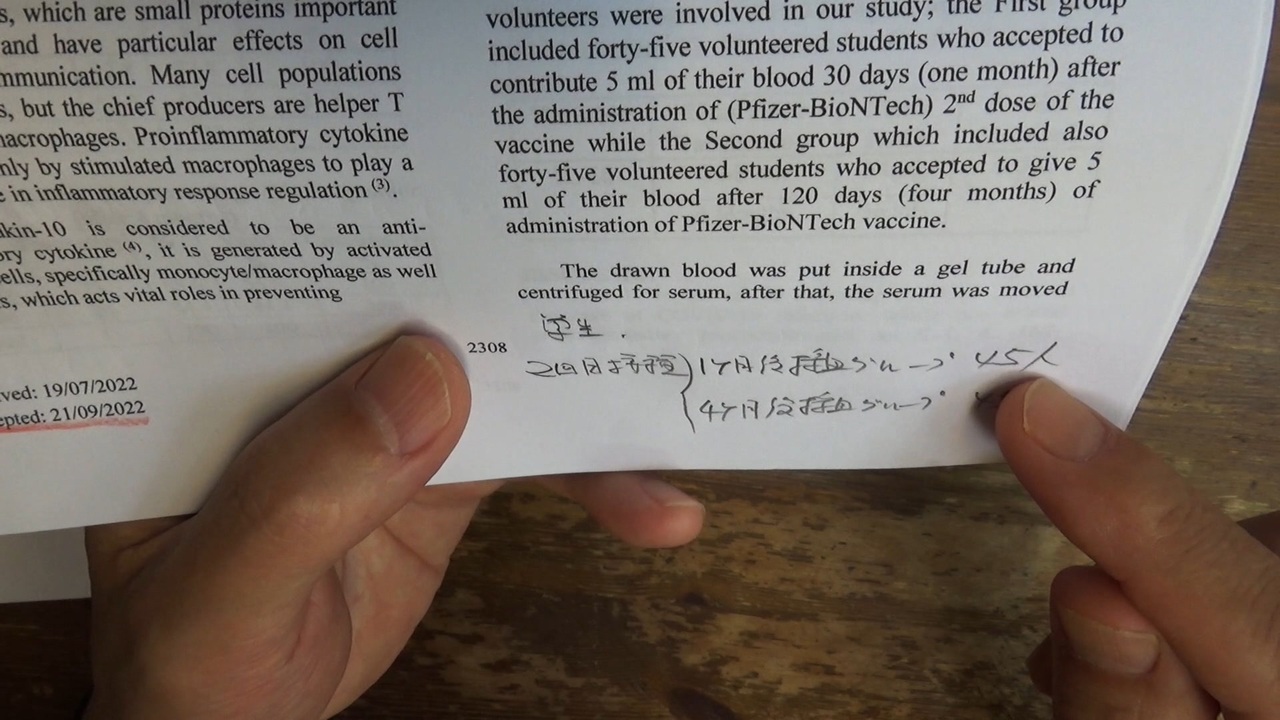 s, which are small proteins important
and have particular effects on cell
mmunication. Many cell populations
s, but the chief producers are helper T
nacrophages. Proinflammatory cytokine
nly by stimulated macrophages to play a
e in inflammatory response regulation (3).
kin-10 is considered to be an anti-
ory cytokine (4), it is generated by activated
ells, specifically monocyte/macrophage as well
s, which acts vital roles in preventing
ved: 19/07/2022
epted: 21/09/2022
volunteers were involved in our study; the First group
included forty-five volunteered students who accepted to
contribute 5 ml of their blood 30 days (one month) after
the administration of (Pfizer-BioNTech) 2nd dose of the
vaccine while the Second group which included also
forty-five volunteered students who accepted to give 5
ml of their blood after 120 days (four months) of
administration of Pfizer-BioNTech vaccine.
The drawn blood was put inside a gel tube and
centrifuged for serum, after that, the serum was moved
学生.
2308
2回目接種 1ヶ月後採血グループ 45人
4ヶ月後採血グループ